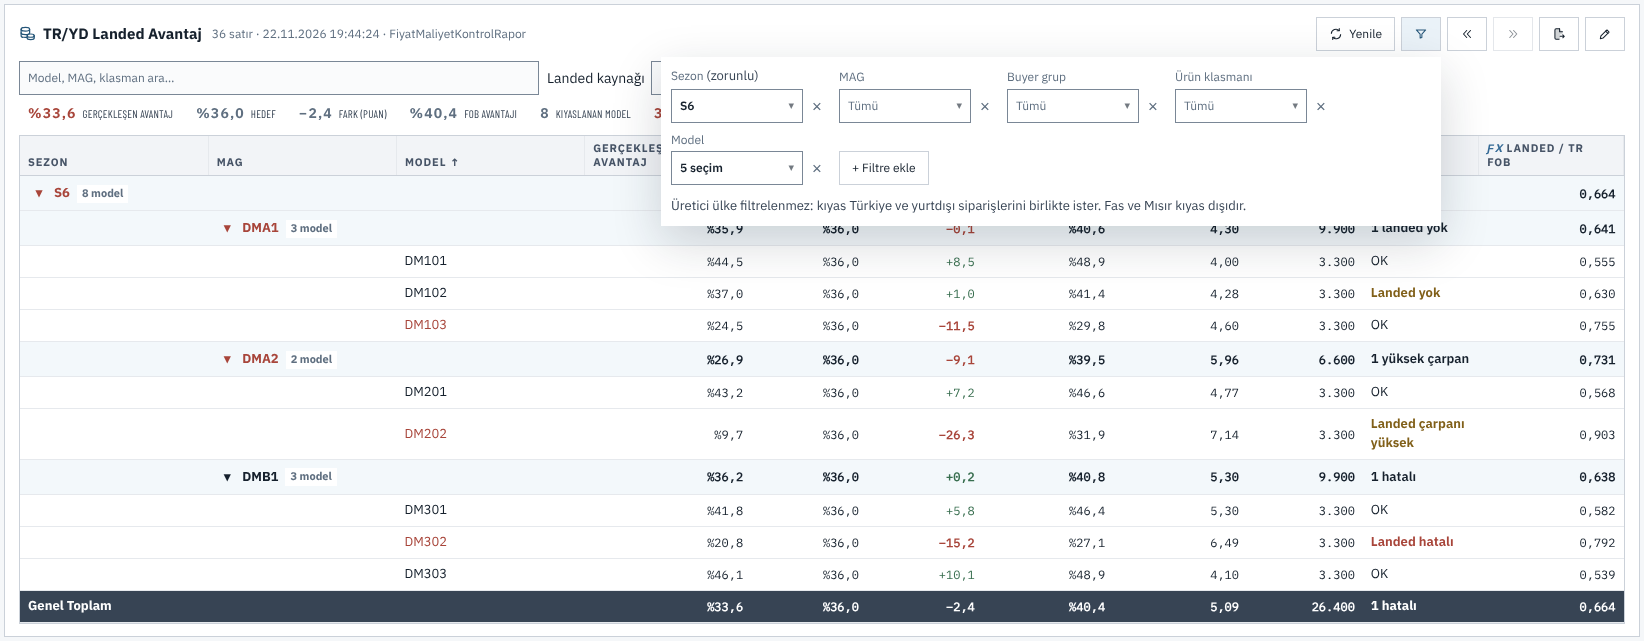 TR/YD Landed Avantaj 36 satır · 22.11.2026 19:44:24 · FiyatMaliyetKontrolRapor Yenile « »
Model, MAG, klasman ara... Landed kaynağı
%33,6 GERÇEKLEŞEN AVANTAJ %36,0 HEDEF −2,4 FARK (PUAN) %40,4 FOB AVANTAJI 8 KIYASLANAN MODEL
Sezon (zorunlu) MAG Buyer grup Ürün klasmanı
S6 ▾ × Tümü ▾ × Tümü ▾ × Tümü ▾ ×
Model
5 seçim ▾ × + Filtre ekle
Üretici ülke filtrelenmez: kıyas Türkiye ve yurtdışı siparişlerini birlikte ister. Fas ve Mısır kıyas dışıdır.
SEZON MAG MODEL ↑ AVANTAJ ƒx LANDED / TR FOB
▼ S6 8 model 0,664
▼ DMA1 3 model %35,9 %36,0 −0,1 %40,6 4,30 9.900 1 landed yok 0,641
DM101 %44,5 %36,0 +8,5 %48,9 4,00 3.300 OK 0,555
DM102 %37,0 %36,0 +1,0 %41,4 4,28 3.300 Landed yok 0,630
DM103 %24,5 %36,0 −11,5 %29,8 4,60 3.300 OK 0,755
▼ DMA2 2 model %26,9 %36,0 −9,1 %39,5 5,96 6.600 1 yüksek çarpan 0,731
DM201 %43,2 %36,0 +7,2 %46,6 4,77 3.300 OK 0,568
DM202 %9,7 %36,0 −26,3 %31,9 7,14 3.300 Landed çarpanı yüksek 0,903
▼ DMB1 3 model %36,2 %36,0 +0,2 %40,8 5,30 9.900 1 hatalı 0,638
DM301 %41,8 %36,0 +5,8 %46,4 5,30 3.300 OK 0,582
DM302 %20,8 %36,0 −15,2 %27,1 6,49 3.300 Landed hatalı 0,792
DM303 %46,1 %36,0 +10,1 %48,9 4,10 3.300 OK 0,539
Genel Toplam %33,6 %36,0 −2,4 %40,4 5,09 26.400 1 hatalı 0,664